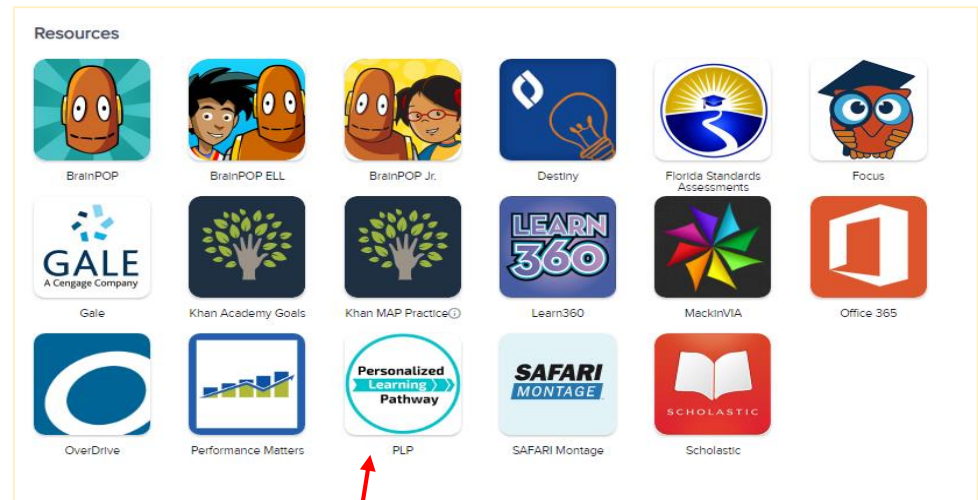 Resources
BrainPOP
BrainPOP ELL
BrainPOP Jr.
Destiny
Florida Standards
Assessments
Focus
GALE
A Cengage Company
LEARN
360
Gale
Khan Academy Goals
Khan MAP Practice
Learn360
MackinVIA
Office 365
Personalized
Learning
Pathway
SAFARI
MONTAGE
SCHOLASTIC
OverDrive
Performance Matters
PLP
SAFARI Montage
Scholastic